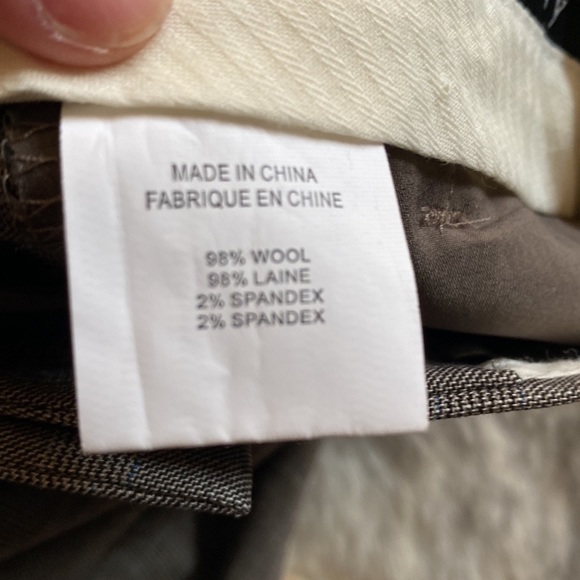 MADE IN CHINA
FABRIQUE EN CHINE
98% WOOL
98% LAINE
2% SPANDEX
2% SPANDEX